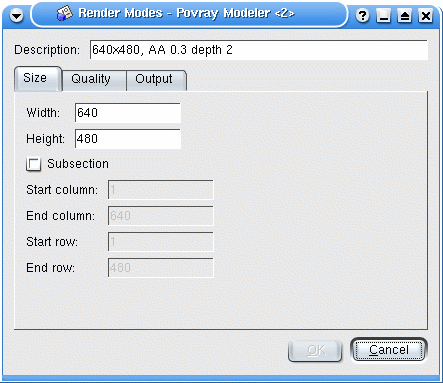 Render Modes - Povray Modeler <2>
Description: 640x480, AA 0.3 depth 2
Size Quality Output
Width: 640
Height: 480
Subsection
Start column: 1
End column: 640
Start row: 1
End row: 480
OK Cancel